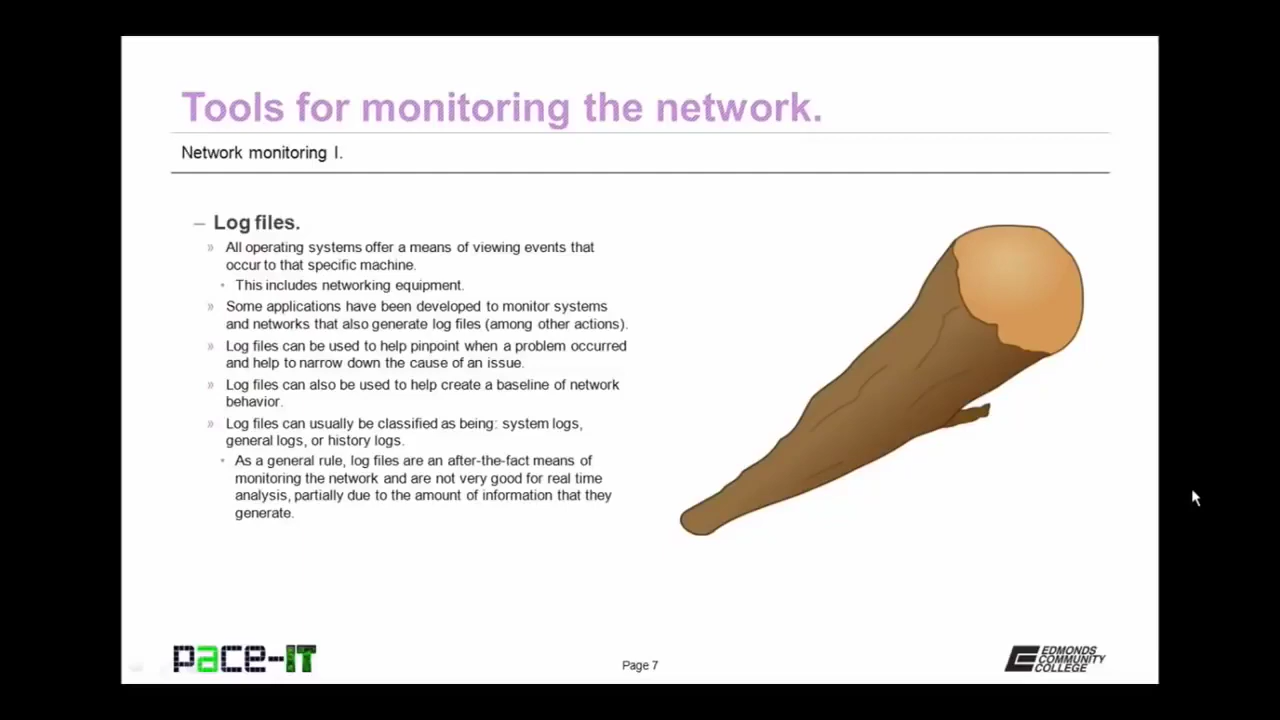 Tools for monitoring the network.
Network monitoring I.
– Log files.
» All operating systems offer a means of viewing events that
occur to that specific machine.
• This includes networking equipment.
» Some applications have been developed to monitor systems
and networks that also generate log files (among other actions).
» Log files can be used to help pinpoint when a problem occurred
and help to narrow down the cause of an issue.
» Log files can also be used to help create a baseline of network
behavior.
» Log files can usually be classified as being: system logs,
general logs, or history logs.
• As a general rule, log files are an after-the-fact means of
monitoring the network and are not very good for real time
analysis, partially due to the amount of information that they
generate.
pace-IT
Page 7
EDMONDS
COMMUNITY
COLLEGE